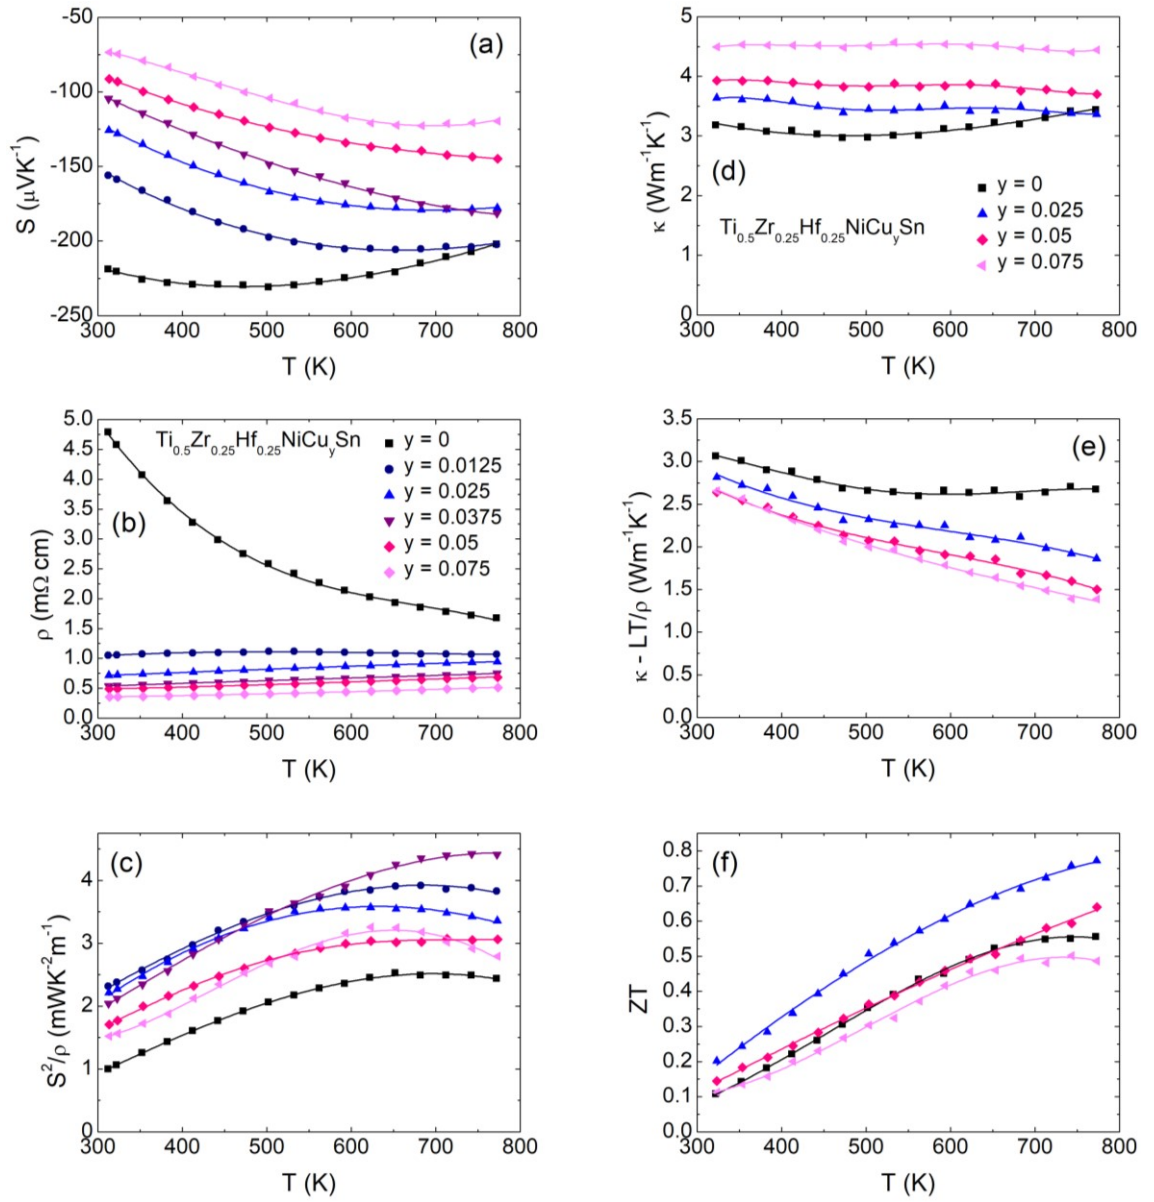 -50
-100
-150
-200
-250
300 400 500 600 700 800
S (μVK⁻¹)
T (K)
(a)
5
4
3
2
1
0
300 400 500 600 700 800
κ (Wm⁻¹K⁻¹)
T (K)
(d)
Ti₀.₅Zr₀.₂₅Hf₀.₂₅NiCuᵧSn
y = 0
y = 0.025
y = 0.05
y = 0.075
5.0
4.5
4.0
3.5
3.0
2.5
2.0
1.5
1.0
0.5
0.0
300 400 500 600 700 800
ρ (mΩ cm)
T (K)
Ti₀.₅Zr₀.₂₅Hf₀.₂₅NiCuᵧSn
(b)
y = 0
y = 0.0125
y = 0.025
y = 0.0375
y = 0.05
y = 0.075
3.5
3.0
2.5
2.0
1.5
1.0
0.5
0.0
300 400 500 600 700 800
κ - LT/ρ (Wm⁻¹K⁻¹)
T (K)
(e)
4
3
2
1
0
300 400 500 600 700 800
S²/ρ (mWK⁻²m⁻¹)
T (K)
(c)
0.8
0.7
0.6
0.5
0.4
0.3
0.2
0.1
0.0
300 400 500 600 700 800
ZT
T (K)
(f)